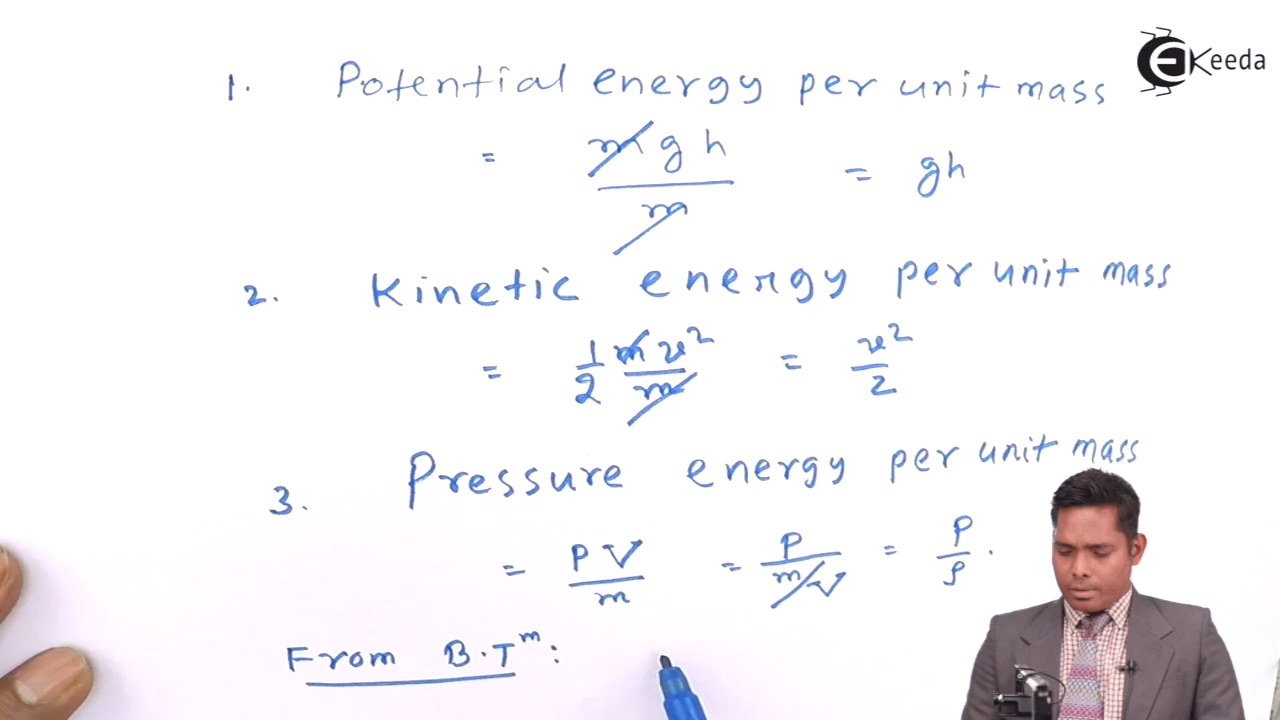 EKeeda
1. Potential energy per unit mass
= mgh/m = gh
2. Kinetic energy per unit mass
= 1/2 mv²/m = v²/2
3. Pressure energy per unit mass
= PV/m = P/m/V = P/ρ.
From B.Tᵐ: